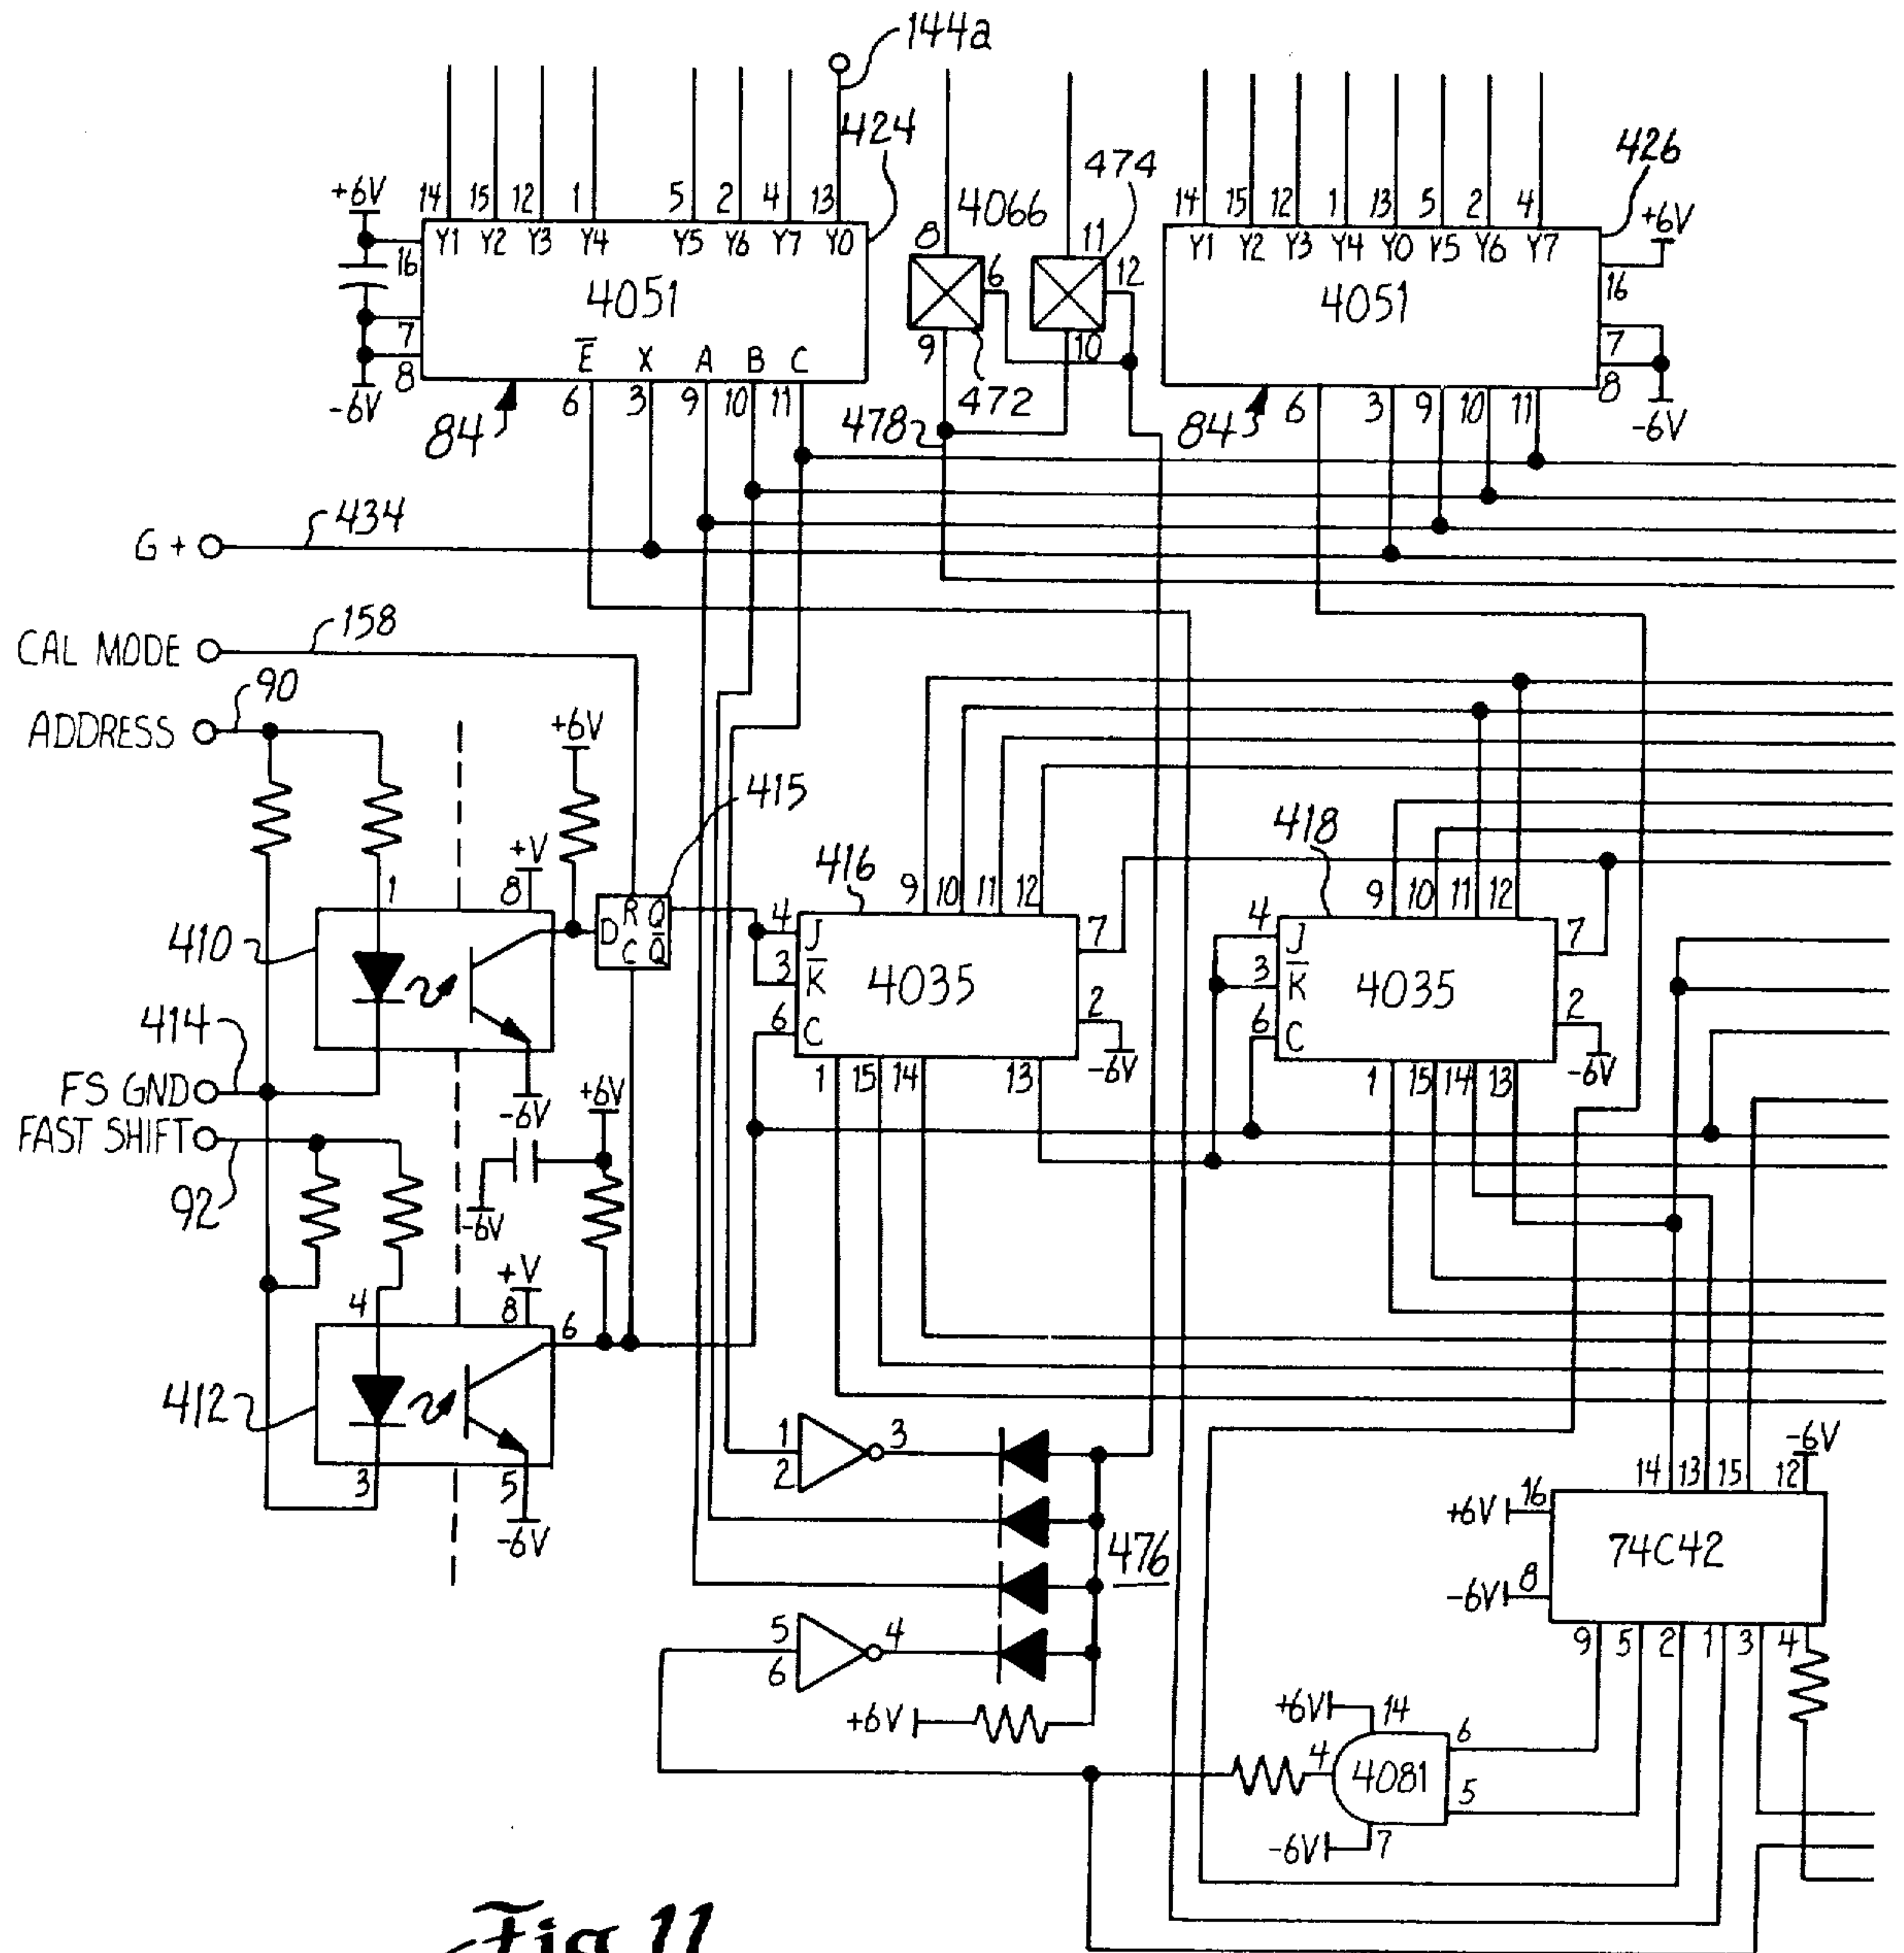 144a
424
474
426
+6V
14 15 12 1 5 2 4 13
Y1 Y2 Y3 Y4 Y5 Y6 Y7 Y0
16
4051
7
8
-6V
E̅ X A B C
6 3 9 10 11
84
4066
8
6
9
472
11
12
10
478
14 15 12 1 13 5 2 4
Y1 Y2 Y3 Y4 Y0 Y5 Y6 Y7
+6V
16
4051
7
8
-6V
84
6 3 9 10 11
G +
434
CAL MODE
158
ADDRESS
90
+6V
415
+V
8
1
410
D R Q
C Q̅
-6V
414
FS GND
FAST SHIFT
92
+6V
-6V
+V
8
4
6
412
3
5
-6V
416
9 10 11 12
4 J
3 K̅
6 C
4035
7
2
-6V
1 15 14 13
418
9 10 11 12
4 J
3 K̅
6 C
4035
7
2
-6V
1 15 14 13
1
2
3
476
5
6
4
+6V
14 13 15 12
-6V
+6V 16
74C42
-6V 8
9 5 2 1 3 4
+6V 14
4 4081 6
5
-6V 7
Fig 11